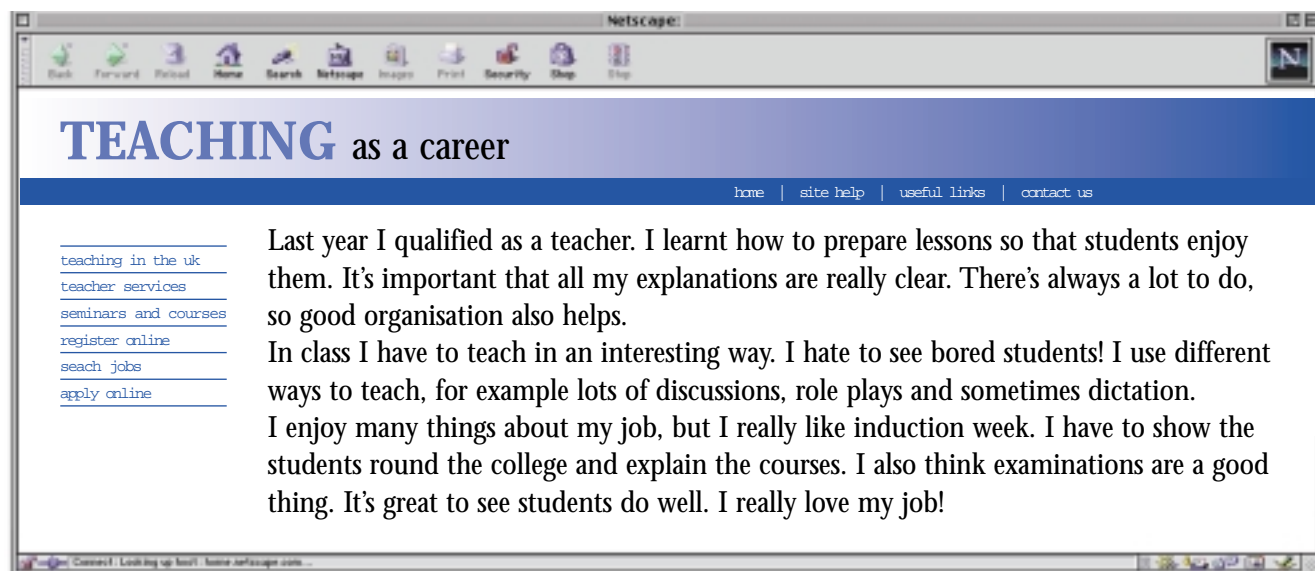 Netscape:
Back Forward Reload Home Search Netscape Images Print Security Shop Stop
N
TEACHING as a career
home | site help | useful links | contact us
teaching in the uk
teacher services
seminars and courses
register online
seach jobs
apply online
Last year I qualified as a teacher. I learnt how to prepare lessons so that students enjoy
them. It's important that all my explanations are really clear. There's always a lot to do,
so good organisation also helps.
In class I have to teach in an interesting way. I hate to see bored students! I use different
ways to teach, for example lots of discussions, role plays and sometimes dictation.
I enjoy many things about my job, but I really like induction week. I have to show the
students round the college and explain the courses. I also think examinations are a good
thing. It's great to see students do well. I really love my job!
Connect: Looking up host: home.netscape.com...